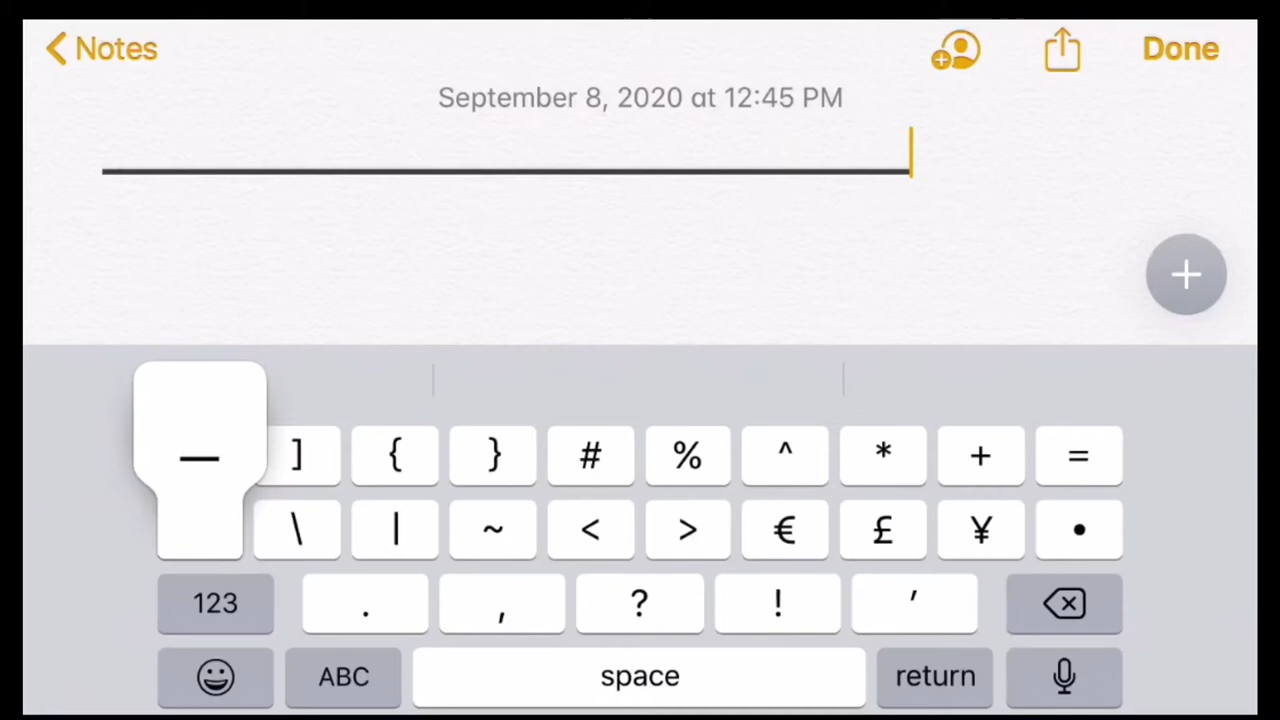 Notes
Done
September 8, 2020 at 12:45 PM
_
] { } # % ^ * + =
\ | ~ < > € £ ¥ •
123 . , ? ! ′
ABC space return